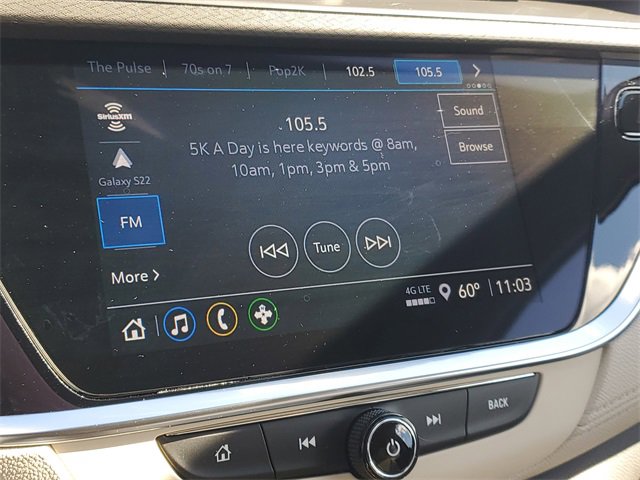 The Pulse 70s on 7 Pop2K 102.5 105.5
SiriusXM
Sound
105.5
5K A Day is here keywords @ 8am,
10am, 1pm, 3pm & 5pm
Browse
Galaxy S22
FM
Tune
More
4G LTE
60° 11:03
BACK